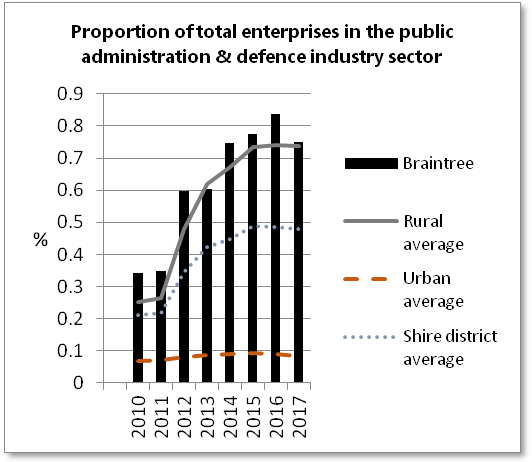 Proportion of total enterprises in the public
administration & defence industry sector
0.9
0.8
0.7
0.6
0.5
0.4
0.3
0.2
0.1
0
%
2010
2011
2012
2013
2014
2015
2016
2017
Braintree
Rural
average
Urban
average
Shire district
average